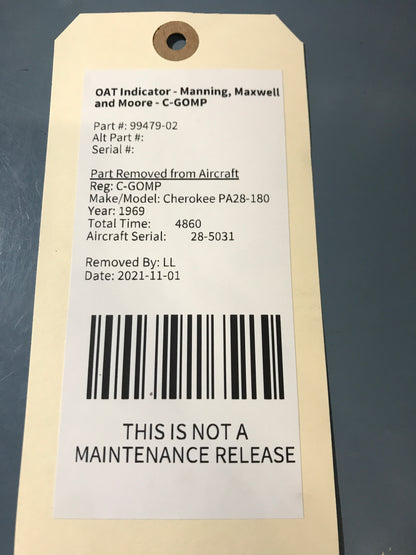 OAT Indicator - Manning, Maxwell
and Moore - C-GOMP
Part #: 99479-02
Alt Part #:
Serial #:
Part Removed from Aircraft
Reg: C-GOMP
Make/Model: Cherokee PA28-180
Year: 1969
Total Time: 4860
Aircraft Serial: 28-5031
Removed By: LL
Date: 2021-11-01
THIS IS NOT A
MAINTENANCE RELEASE